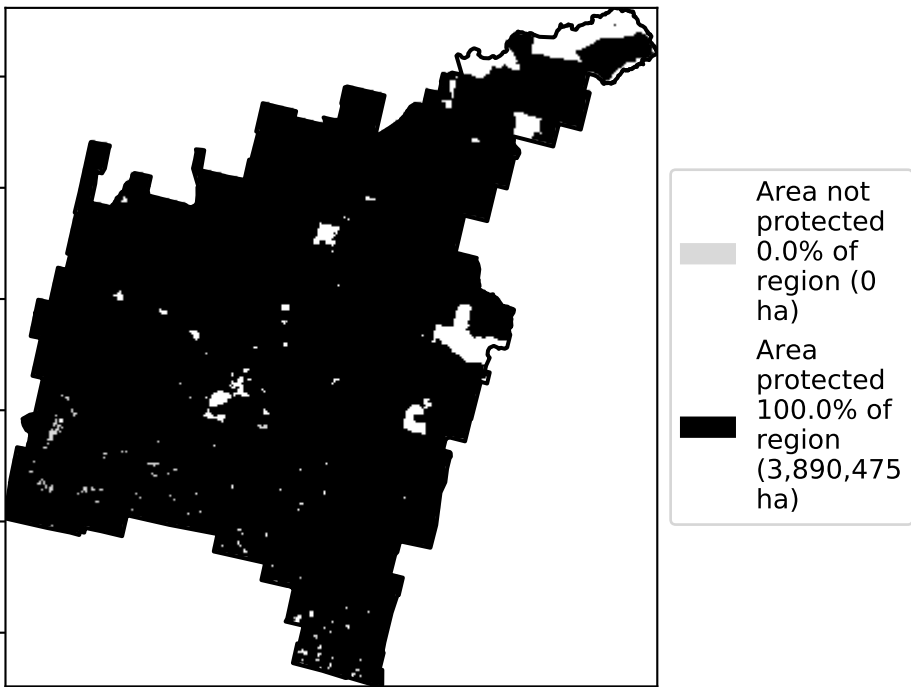 Area not
protected
0.0% of
region (0
ha)
Area
protected
100.0% of
region
(3,890,475
ha)